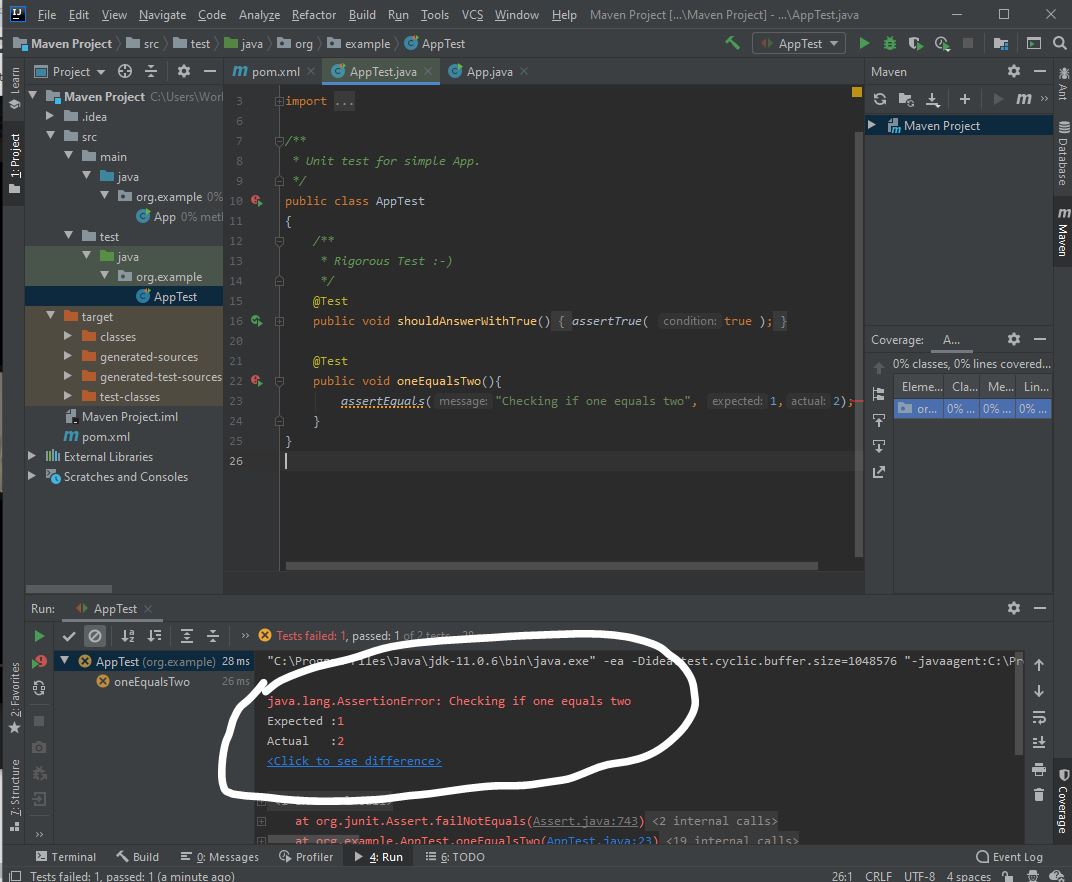 File Edit View Navigate Code Analyze Refactor Build Run Tools VCS Window Help Maven Project [...\Maven Project] - ...\AppTest.java
Maven Project src test java org example AppTest AppTest
Project pom.xml AppTest.java App.java Maven
Learn
1: Project
Maven Project
.idea
src
main
java
org.example 0%
App 0%
test
java
org.example
AppTest
target
classes
generated-sources
generated-test-sources
test-classes
Maven Project.iml
pom.xml
External Libraries
Scratches and Consoles
3 import ...
6
7 /**
8 * Unit test for simple App.
9 */
10 public class AppTest
11 {
12 /**
13 * Rigorous Test :-)
14 */
15 @Test
16 public void shouldAnswerWithTrue() { assertTrue( condition: true ); }
20
21 @Test
22 public void oneEqualsTwo(){
23 assertEquals( message: "Checking if one equals two", expected: 1, actual: 2);
24 }
25 }
26
Maven Project
Ant
Database
Maven
Coverage: A...
0% classes, 0% lines covered...
Eleme... Cla... Me... Lin...
or... 0% ... 0% ... 0% ...
Run: AppTest
Tests failed: 1, passed: 1 of 2 tests
AppTest (org.example) 28 ms
oneEqualsTwo 26 ms
"C:\Program Files\Java\jdk-11.0.6\bin\java.exe" -ea -Didea.test.cyclic.buffer.size=1048576 "-javaagent:C:\Pr
java.lang.AssertionError: Checking if one equals two
Expected :1
Actual :2
<Click to see difference>
at org.junit.Assert.failNotEquals(Assert.java:743) <2 internal calls>
at org.example.AppTest.oneEqualsTwo(AppTest.java:23) <19 internal calls>
2: Favorites
7: Structure
Coverage
Terminal Build 0: Messages Profiler 4: Run 6: TODO Event Log
Tests failed: 1, passed: 1 (a minute ago) 26:1 CRLF UTF-8 4 spaces